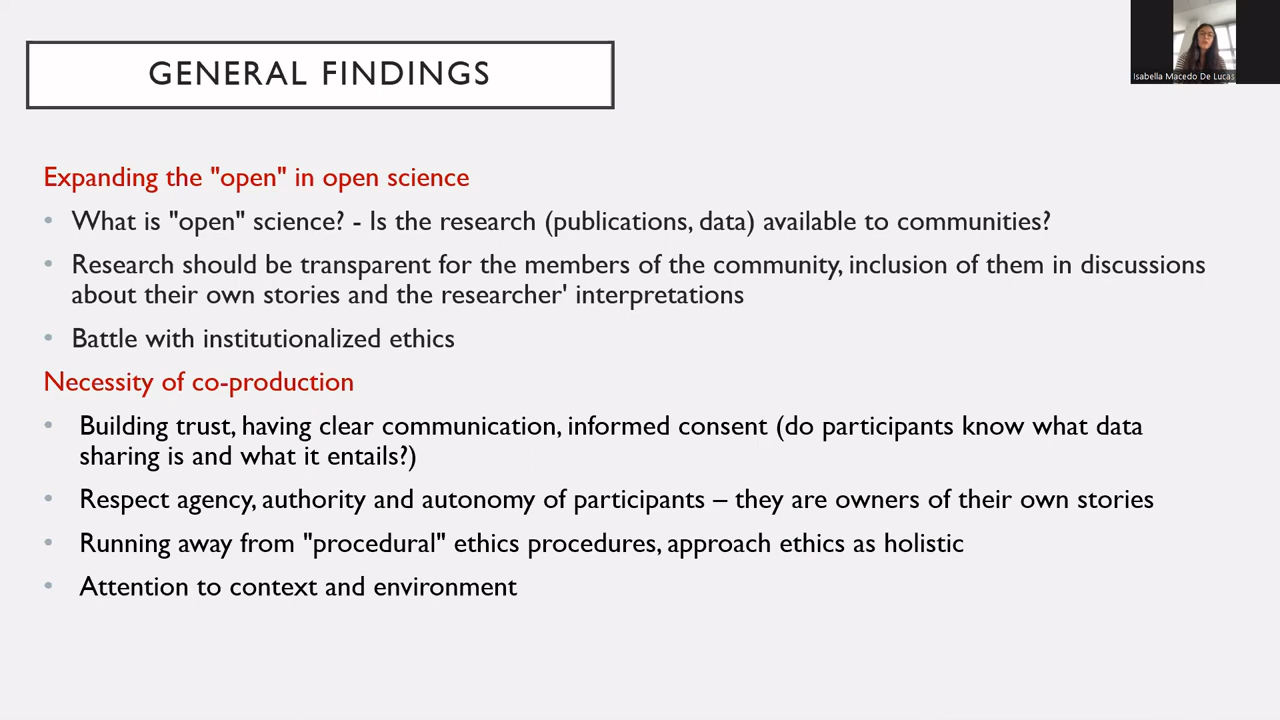 GENERAL FINDINGS
Isabella Macedo De Lucas
Expanding the "open" in open science
• What is "open" science? - Is the research (publications, data) available to communities?
• Research should be transparent for the members of the community, inclusion of them in discussions
about their own stories and the researcher' interpretations
• Battle with institutionalized ethics
Necessity of co-production
• Building trust, having clear communication, informed consent (do participants know what data
sharing is and what it entails?)
• Respect agency, authority and autonomy of participants – they are owners of their own stories
• Running away from "procedural" ethics procedures, approach ethics as holistic
• Attention to context and environment